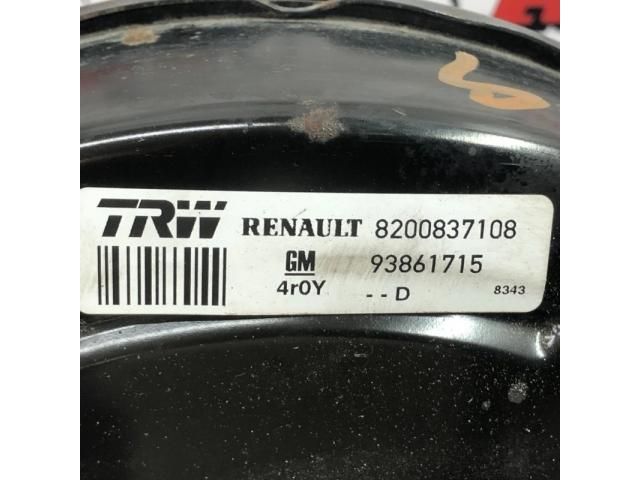 TRW RENAULT 8200837108
GM 93861715
4r0Y --D 8343